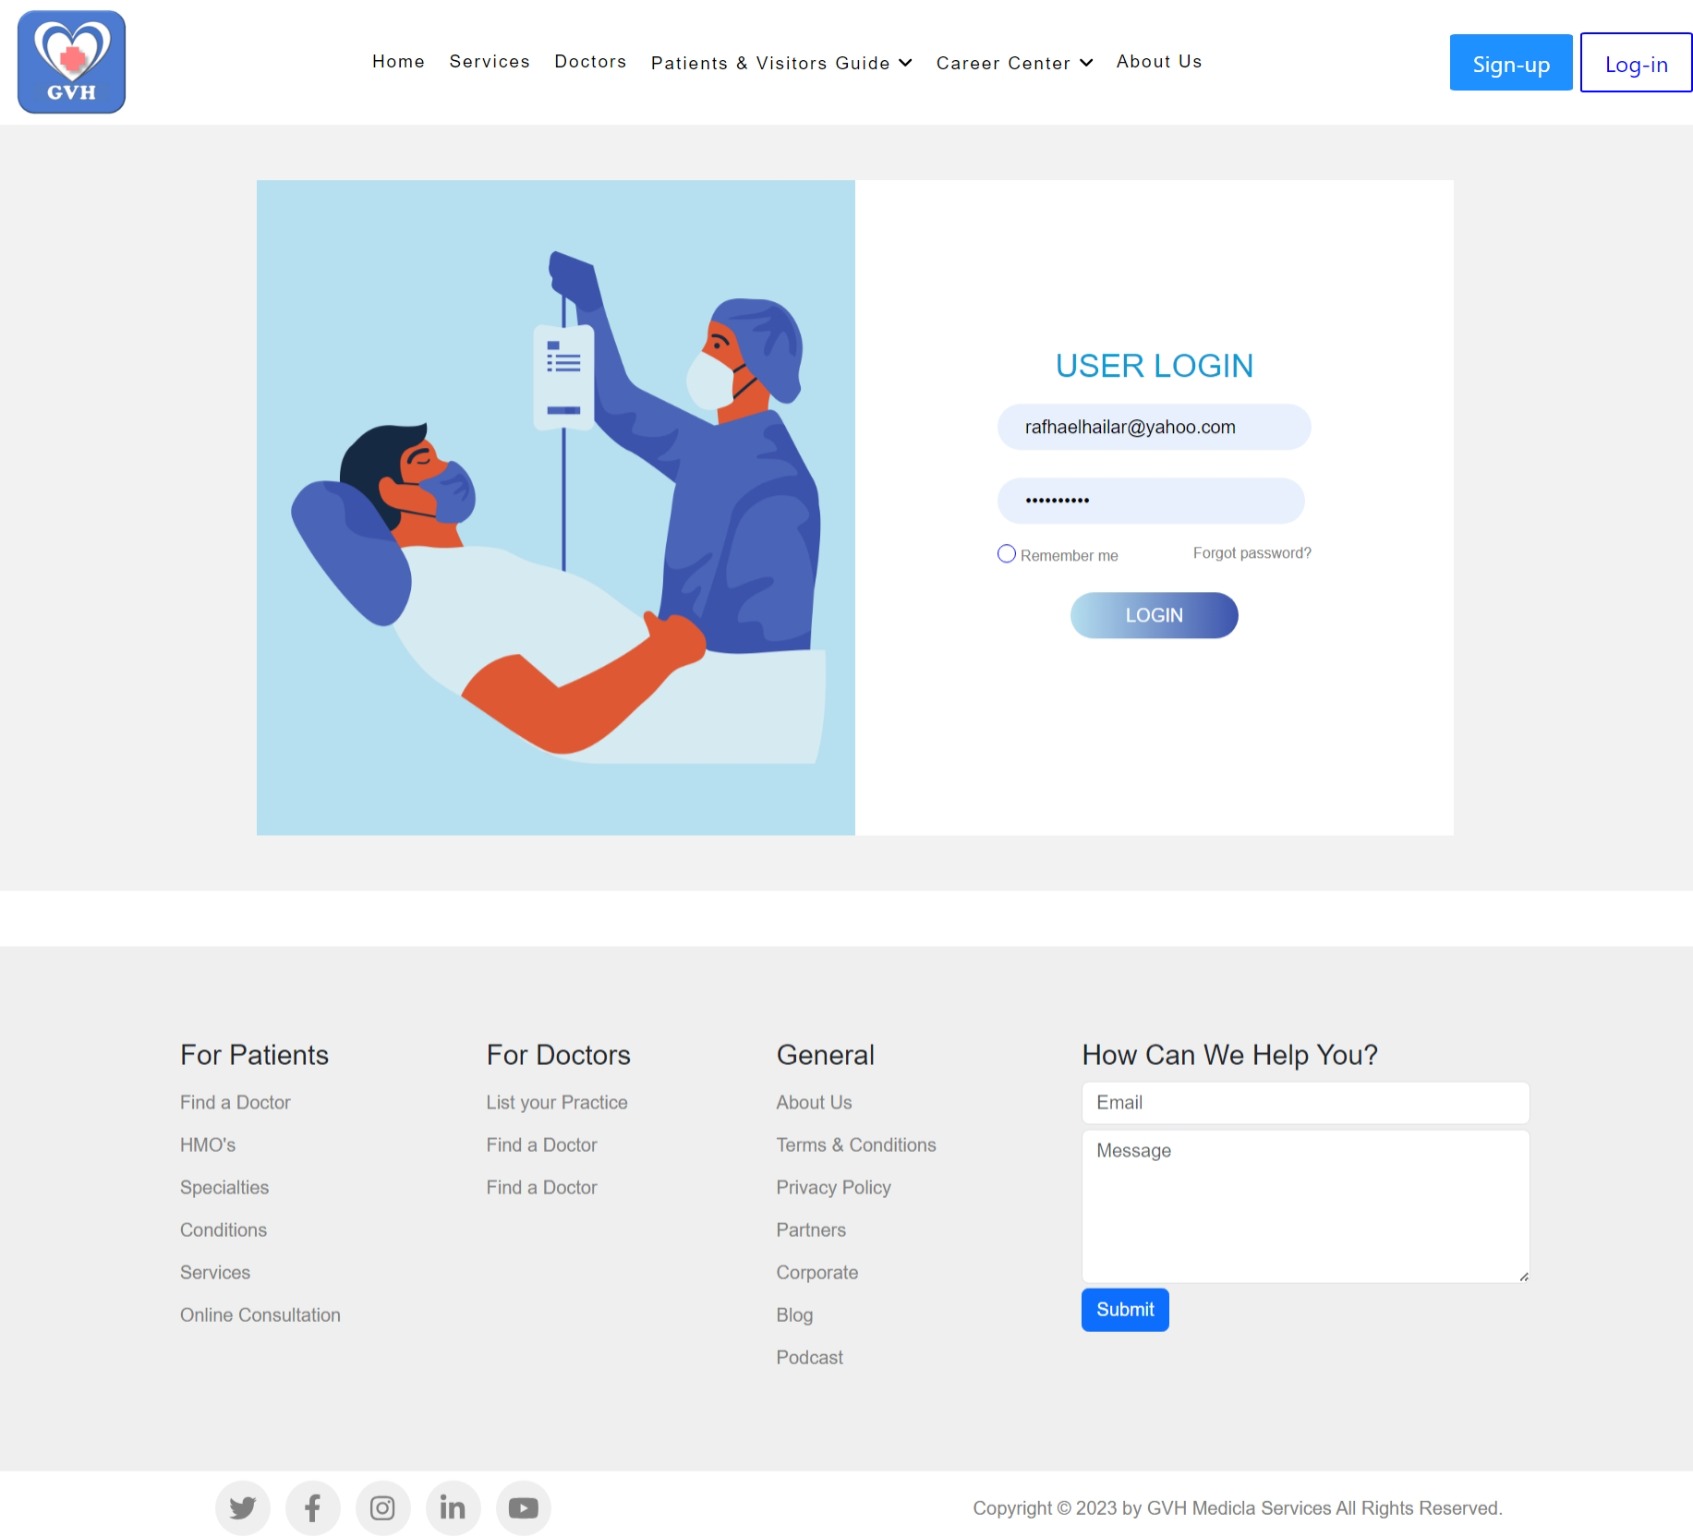 GVH
Home Services Doctors Patients & Visitors Guide Career Center About Us
Sign-up Log-in
USER LOGIN
rafhaelhailar@yahoo.com
••••••••••
Remember me Forgot password?
LOGIN
For Patients
Find a Doctor
HMO's
Specialties
Conditions
Services
Online Consultation
For Doctors
List your Practice
Find a Doctor
Find a Doctor
General
About Us
Terms & Conditions
Privacy Policy
Partners
Corporate
Blog
Podcast
How Can We Help You?
Email
Message
Submit
Copyright © 2023 by GVH Medicla Services All Rights Reserved.